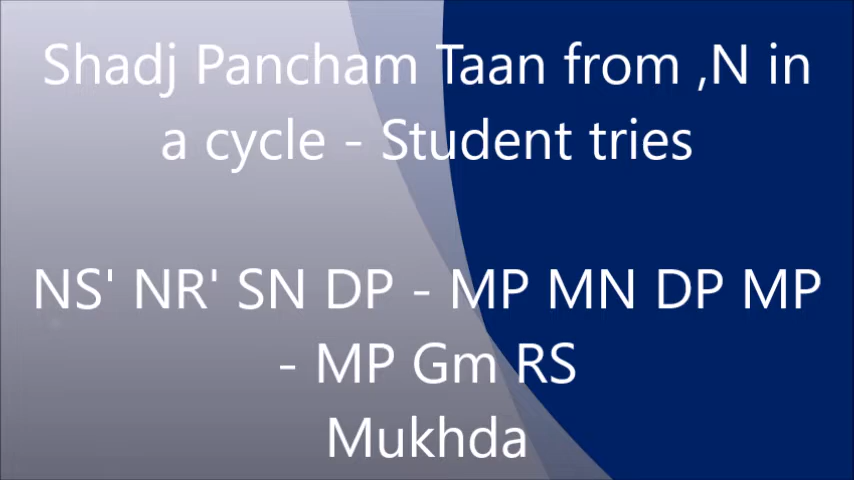 Shadj Pancham Taan from ,N in
a cycle - Student tries
NS' NR' SN DP - MP MN DP MP
- MP Gm RS
Mukhda